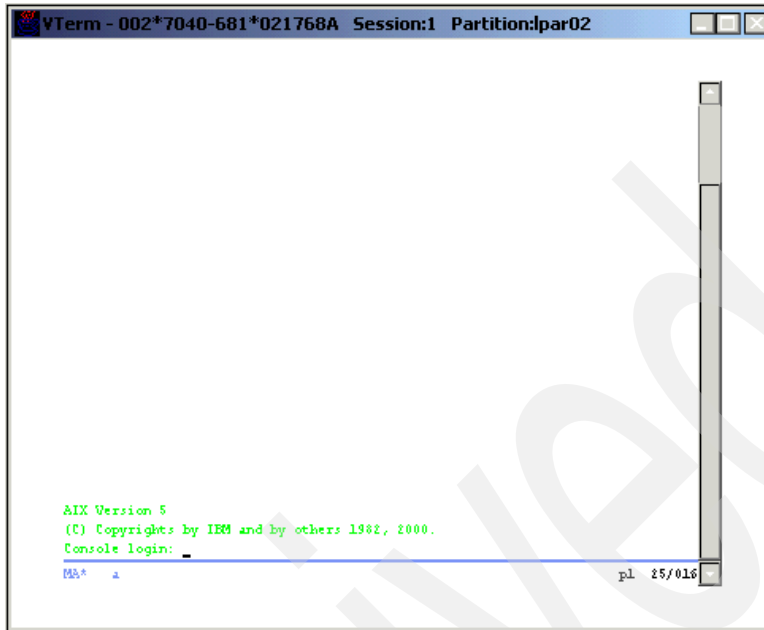 VTerm - 002*7040-681*021768A Session:1 Partition:lpar02
AIX Version 5
(C) Copyrights by IBM and by others 1982, 2000.
Console login:
MA* a p1 25/016